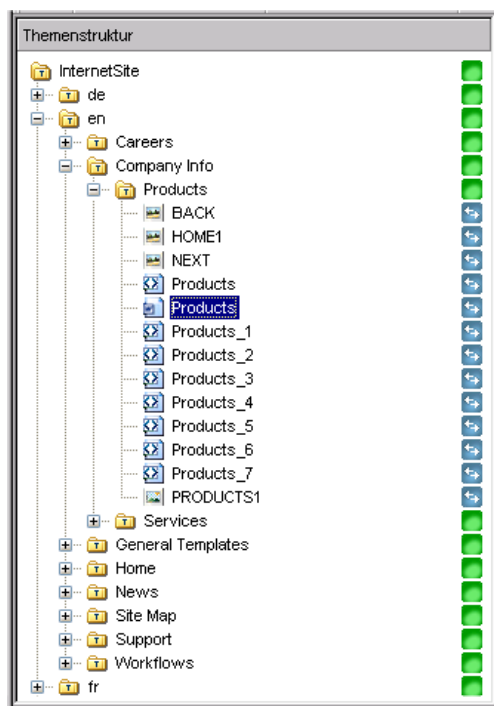 Themenstruktur
InternetSite
de
en
Careers
Company Info
Products
BACK
HOME1
NEXT
Products
Products
Products_1
Products_2
Products_3
Products_4
Products_5
Products_6
Products_7
PRODUCTS1
Services
General Templates
Home
News
Site Map
Support
Workflows
fr